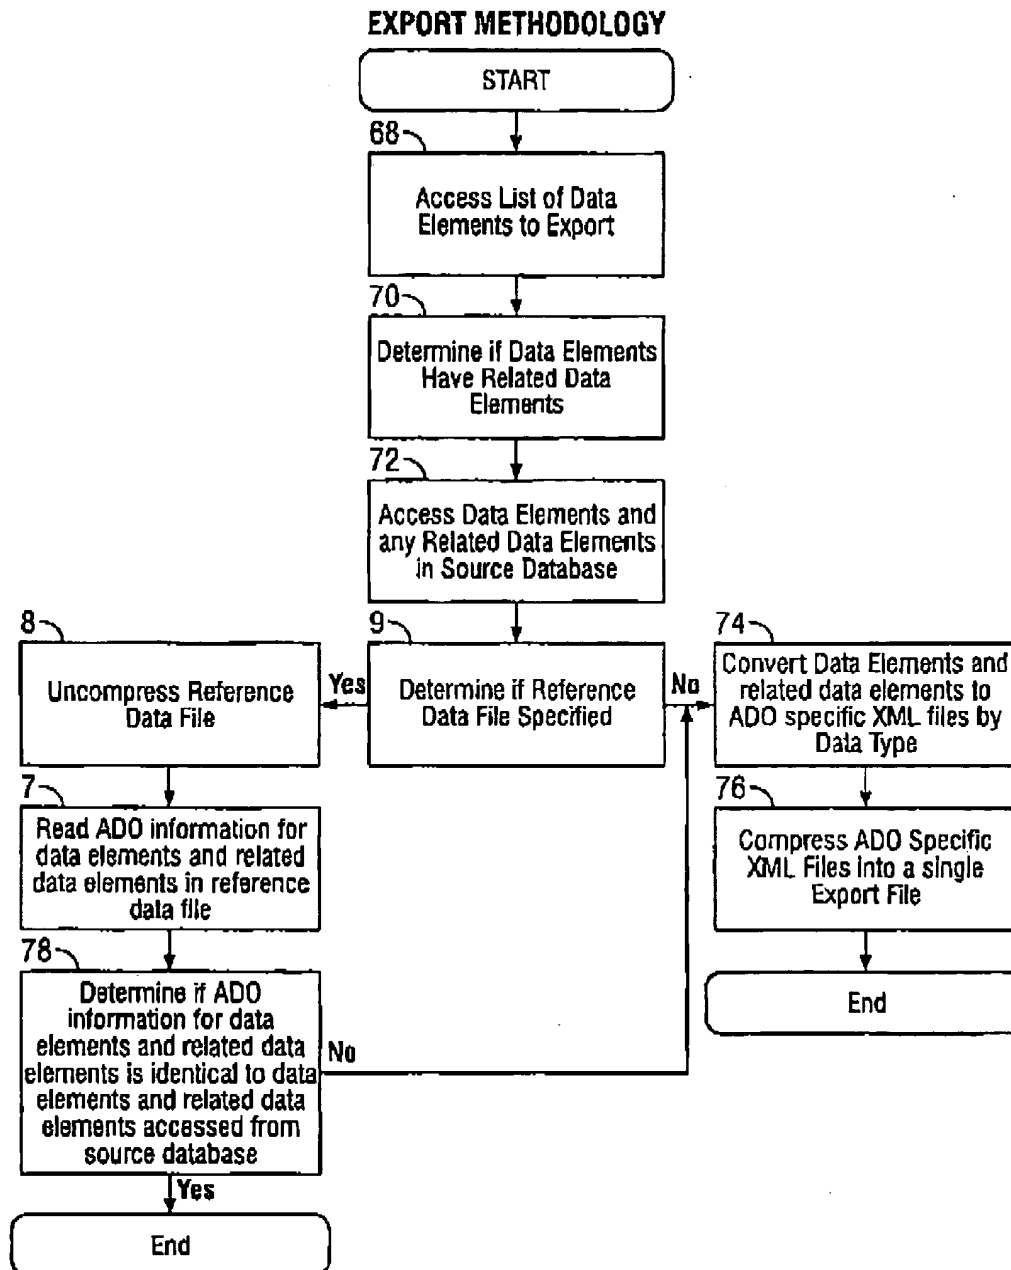 EXPORT METHODOLOGY
START
68
Access List of Data
Elements to Export
70
Determine if Data Elements
Have Related Data
Elements
72
Access Data Elements and
any Related Data Elements
in Source Database
9
Determine if Reference
Data File Specified
Yes
No
8
Uncompress Reference
Data File
7
Read ADO information for
data elements and related
data elements in reference
data file
78
Determine if ADO
information for data
elements and related data
elements is identical to data
elements and related data
elements accessed from
source database
No
Yes
End
74
Convert Data Elements and
related data elements to
ADO specific XML files by
Data Type
76
Compress ADO Specific
XML Files into a single
Export File
End